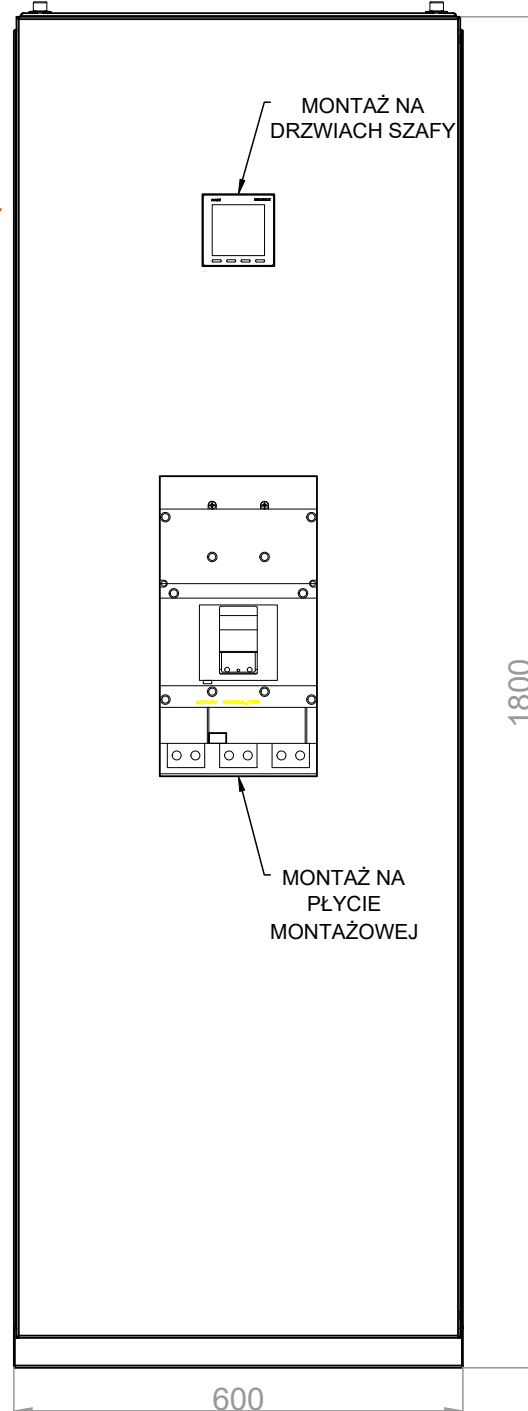 MONTAŻ NA
DRZWIACH SZAFY
1800
MONTAŻ NA
PŁYCIE
MONTAŻOWEJ
600